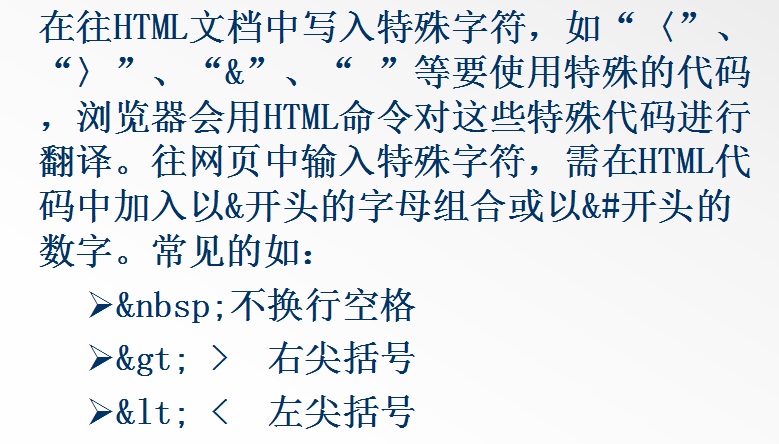 在往HTML文档中写入特殊字符，如“〈”、
“〉”、“&”、“ ”等要使用特殊的代码
，浏览器会用HTML命令对这些特殊代码进行
翻译。往网页中输入特殊字符，需在HTML代
码中加入以&开头的字母组合或以&#开头的
数字。常见的如：
➢&nbsp;不换行空格
➢&gt; >  右尖括号
➢&lt; <  左尖括号